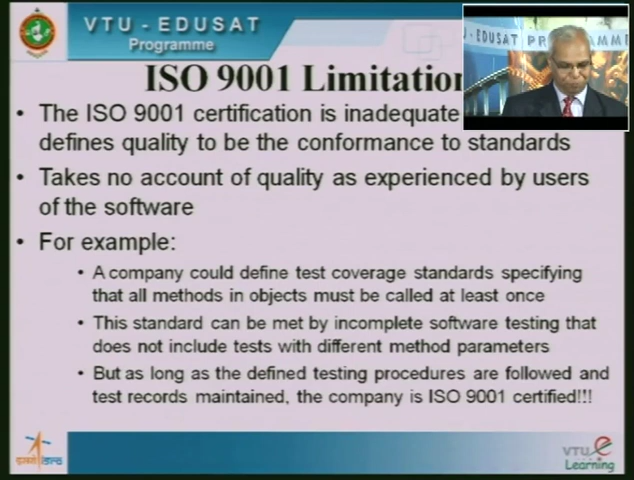 VTU - EDUSAT
Programme
U - EDUSAT PROGRAMME
ISO 9001 Limitation
• The ISO 9001 certification is inadequate
defines quality to be the conformance to standards
• Takes no account of quality as experienced by users
of the software
• For example:
• A company could define test coverage standards specifying
that all methods in objects must be called at least once
• This standard can be met by incomplete software testing that
does not include tests with different method parameters
• But as long as the defined testing procedures are followed and
test records maintained, the company is ISO 9001 certified!!!
VTU e
Learning